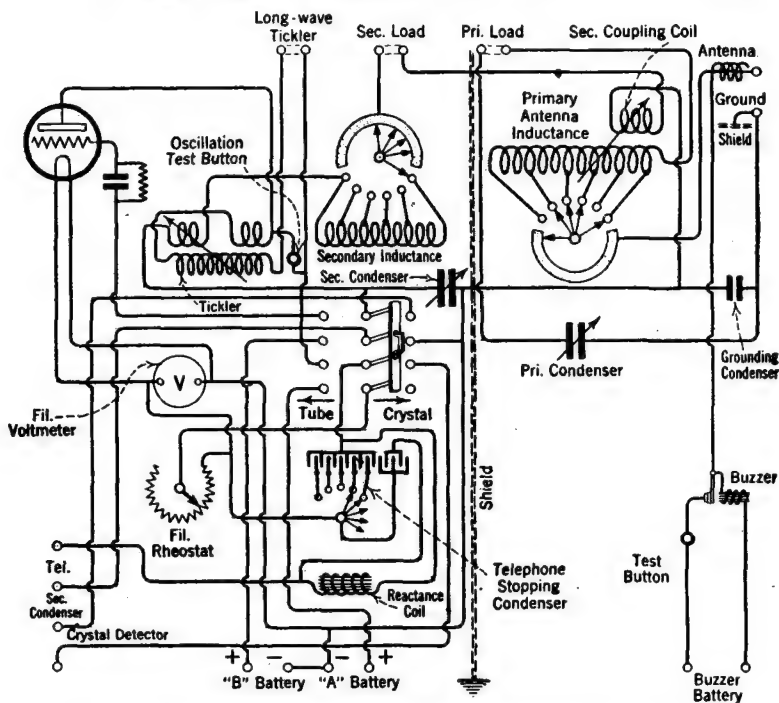 Long-wave
Tickler
Sec. Load
Pri. Load
Sec. Coupling Coil
Antenna
Ground
Shield
Primary
Antenna
Inductance
Oscillation
Test Button
Secondary Inductance
Sec. Condenser
Tickler
Grounding
Condenser
Pri. Condenser
V
Fil.
Voltmeter
Tube
Crystal
Fil.
Rheostat
Shield
Buzzer
Test
Button
Telephone
Stopping
Condenser
Reactance
Coil
Tel.
Sec.
Condenser
Crystal Detector
+ - - +
"B" Battery "A" Battery
Buzzer
Battery